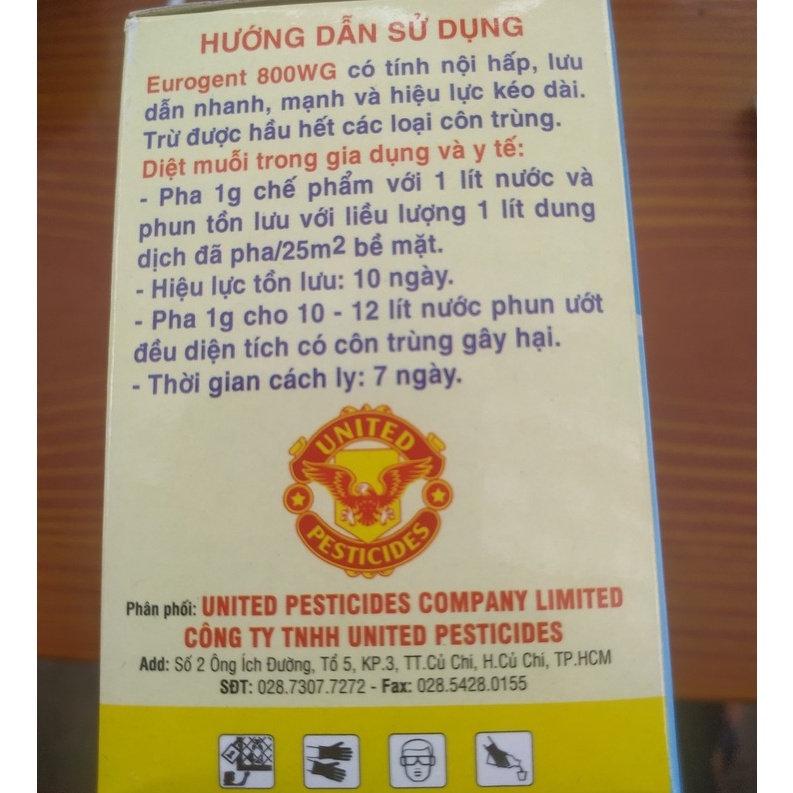 HƯỚNG DẪN SỬ DỤNG
Eurogent 800WG có tính nội hấp, lưu
dẫn nhanh, mạnh và hiệu lực kéo dài.
Trừ được hầu hết các loại côn trùng.
Diệt muỗi trong gia dụng và y tế:
- Pha 1g chế phẩm với 1 lít nước và
phun tồn lưu với liều lượng 1 lít dung
dịch đã pha/25m2 bề mặt.
- Hiệu lực tồn lưu: 10 ngày.
- Pha 1g cho 10 - 12 lít nước phun ướt
đều diện tích có côn trùng gây hại.
- Thời gian cách ly: 7 ngày.
UNITED
PESTICIDES
Phân phối: UNITED PESTICIDES COMPANY LIMITED
CÔNG TY TNHH UNITED PESTICIDES
Add: Số 2 Ông Ích Đường, Tổ 5, KP.3, TT.Củ Chi, H.Củ Chi, TP.HCM
SĐT: 028.7307.7272 - Fax: 028.5428.0155